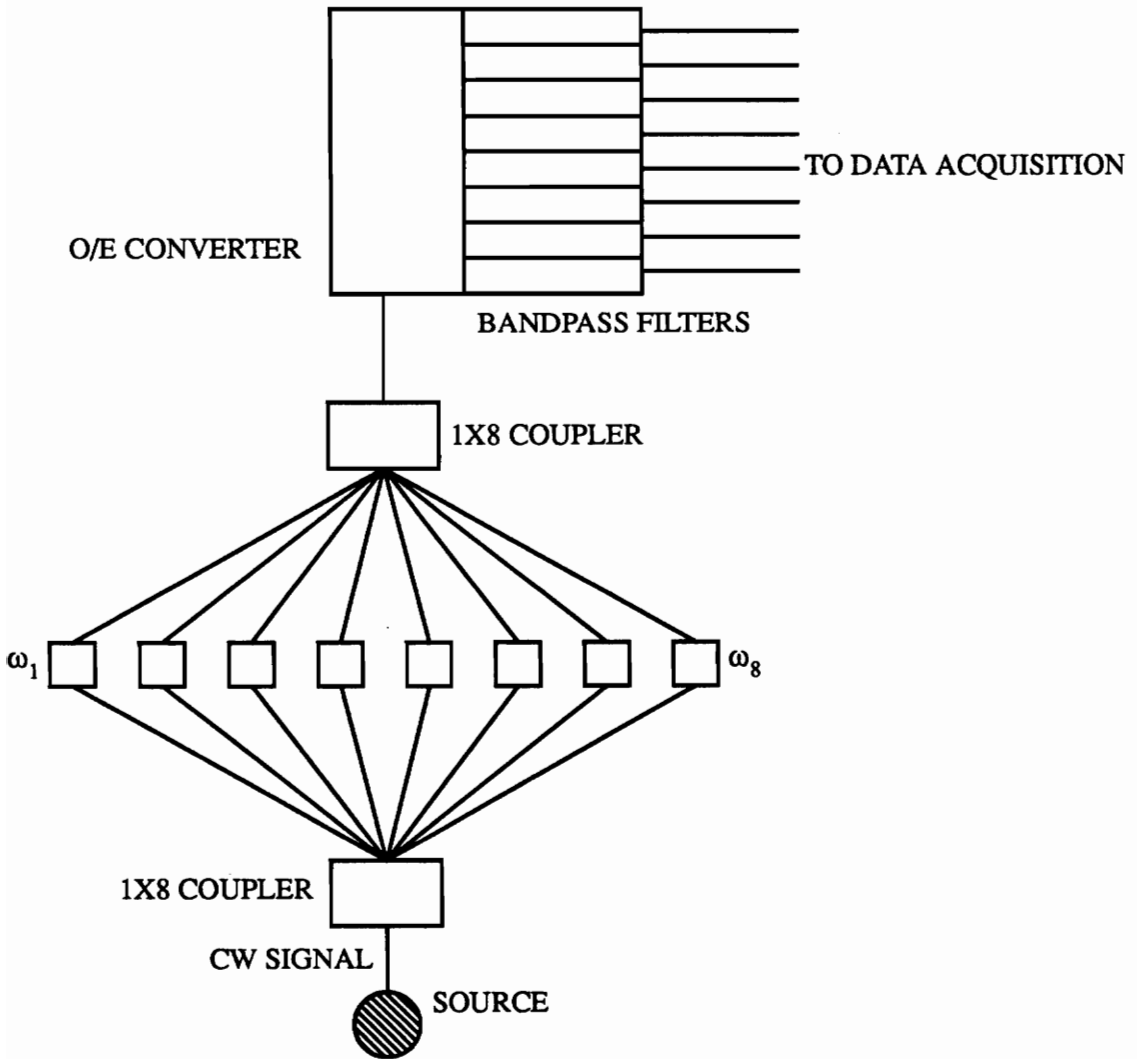 TO DATA ACQUISITION
O/E CONVERTER
BANDPASS FILTERS
1X8 COUPLER
ω1
ω8
1X8 COUPLER
CW SIGNAL
SOURCE